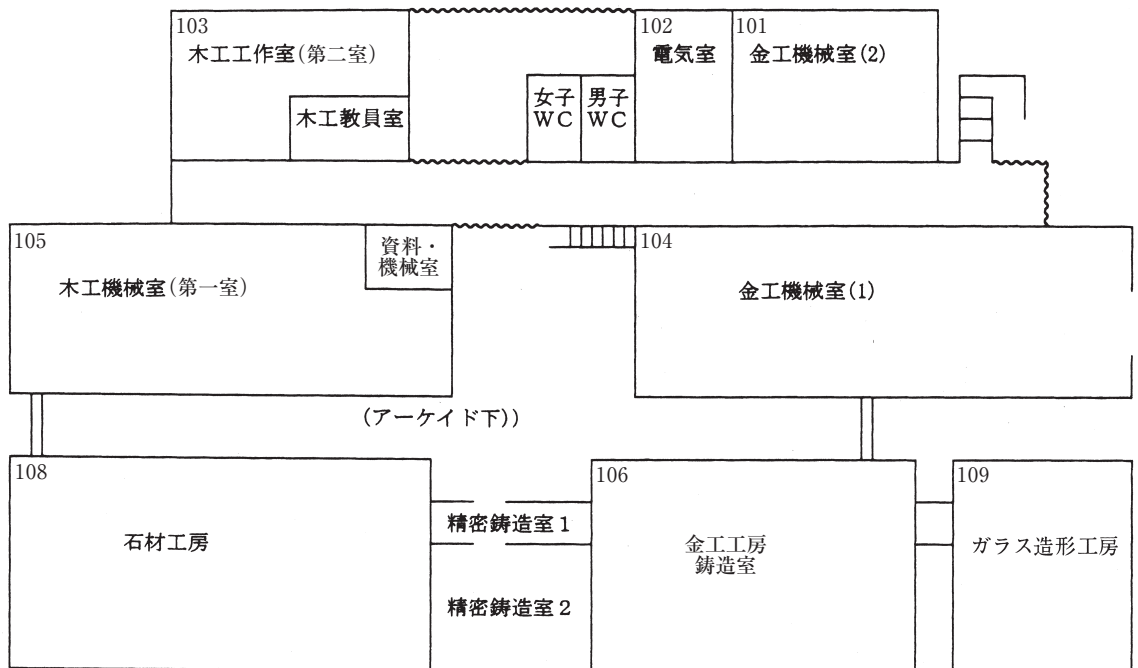 103
木工工作室(第二室)
木工教員室
女子
WC
男子
WC
102
電気室
101
金工機械室(2)
105
木工機械室(第一室)
資料・
機械室
104
金工機械室(1)
(アーケイド下))
108
石材工房
精密鋳造室1
精密鋳造室2
106
金工工房
鋳造室
109
ガラス造形工房